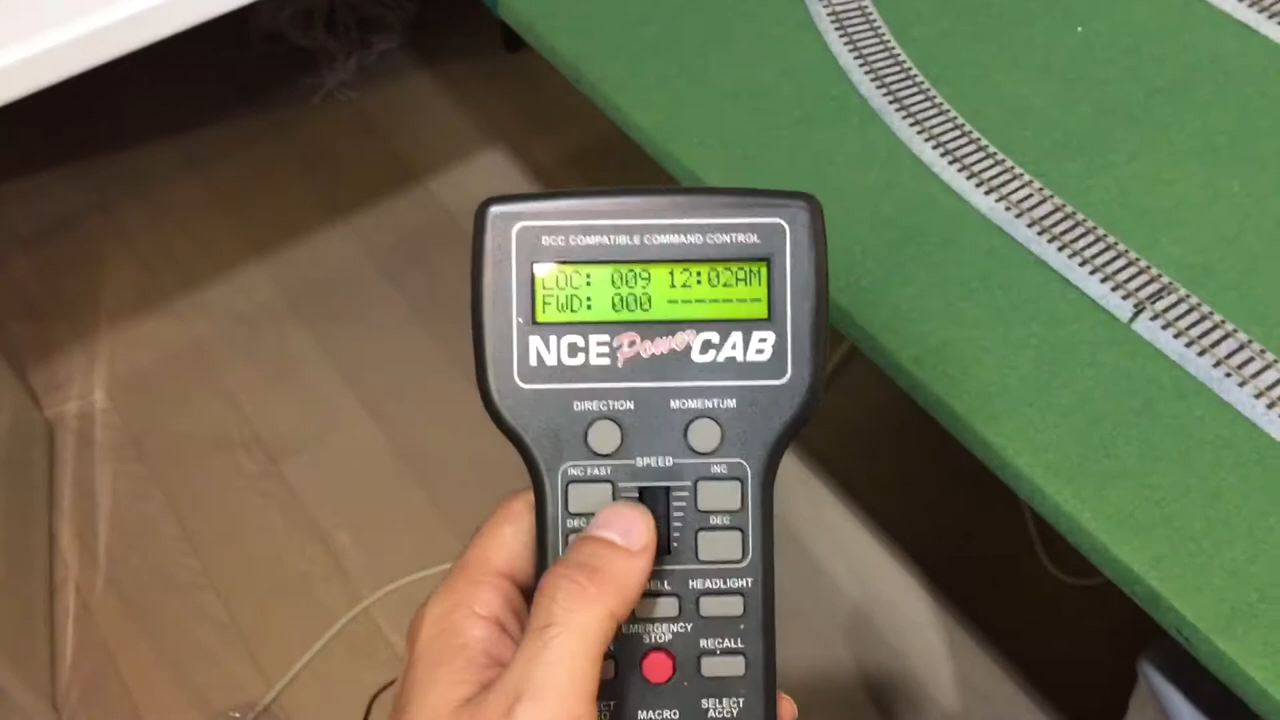 DCC COMPATIBLE COMMAND CONTROL
LOC: 009 12:02AM
FWD: 000 -------
NCE Power CAB
DIRECTION MOMENTUM
SPEED
INC FAST INC
DEC DEC
HEADLIGHT
EMERGENCY
STOP
RECALL
MACRO
SELECT
ACCY